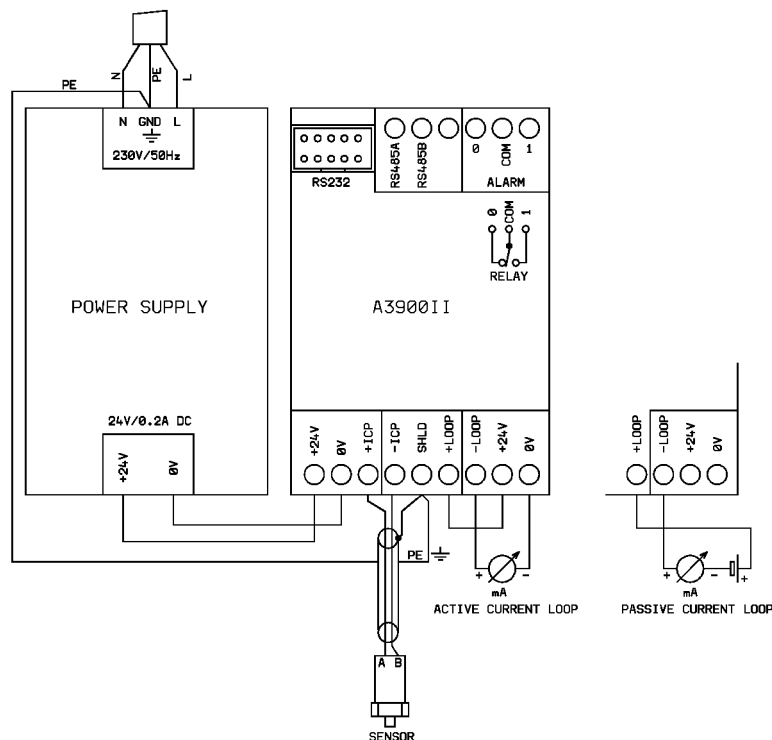 N PE L
PE
N GND L
230V/50Hz
POWER SUPPLY
24V/0.2A DC
+24V 0V
RS232
RS485A RS485B
0 COM 1
ALARM
0 COM 1
RELAY
A3900II
+24V 0V +ICP -ICP SHLD +LOOP -LOOP +24V 0V
+LOOP -LOOP +24V 0V
PE
+ -
mA
ACTIVE CURRENT LOOP
+ - +
mA
PASSIVE CURRENT LOOP
A B
SENSOR